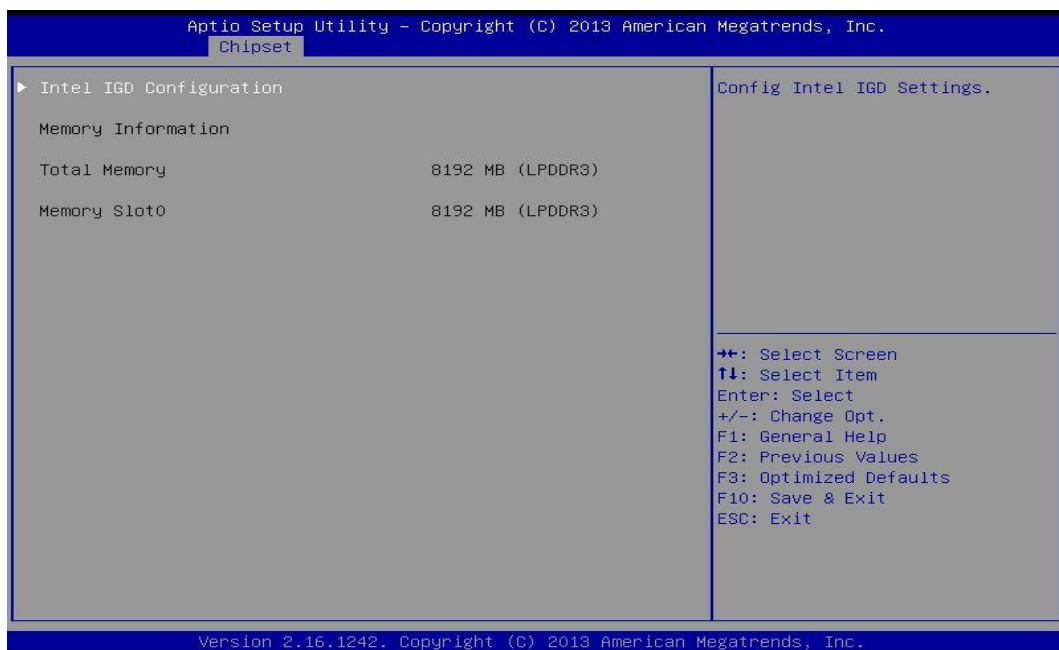 Aptio Setup Utility – Copyright (C) 2013 American Megatrends, Inc.
Chipset
Intel IGD Configuration
Memory Information
Total Memory 8192 MB (LPDDR3)
Memory Slot0 8192 MB (LPDDR3)
Config Intel IGD Settings.
→←: Select Screen
↑↓: Select Item
Enter: Select
+/-: Change Opt.
F1: General Help
F2: Previous Values
F3: Optimized Defaults
F10: Save & Exit
ESC: Exit
Version 2.16.1242. Copyright (C) 2013 American Megatrends, Inc.